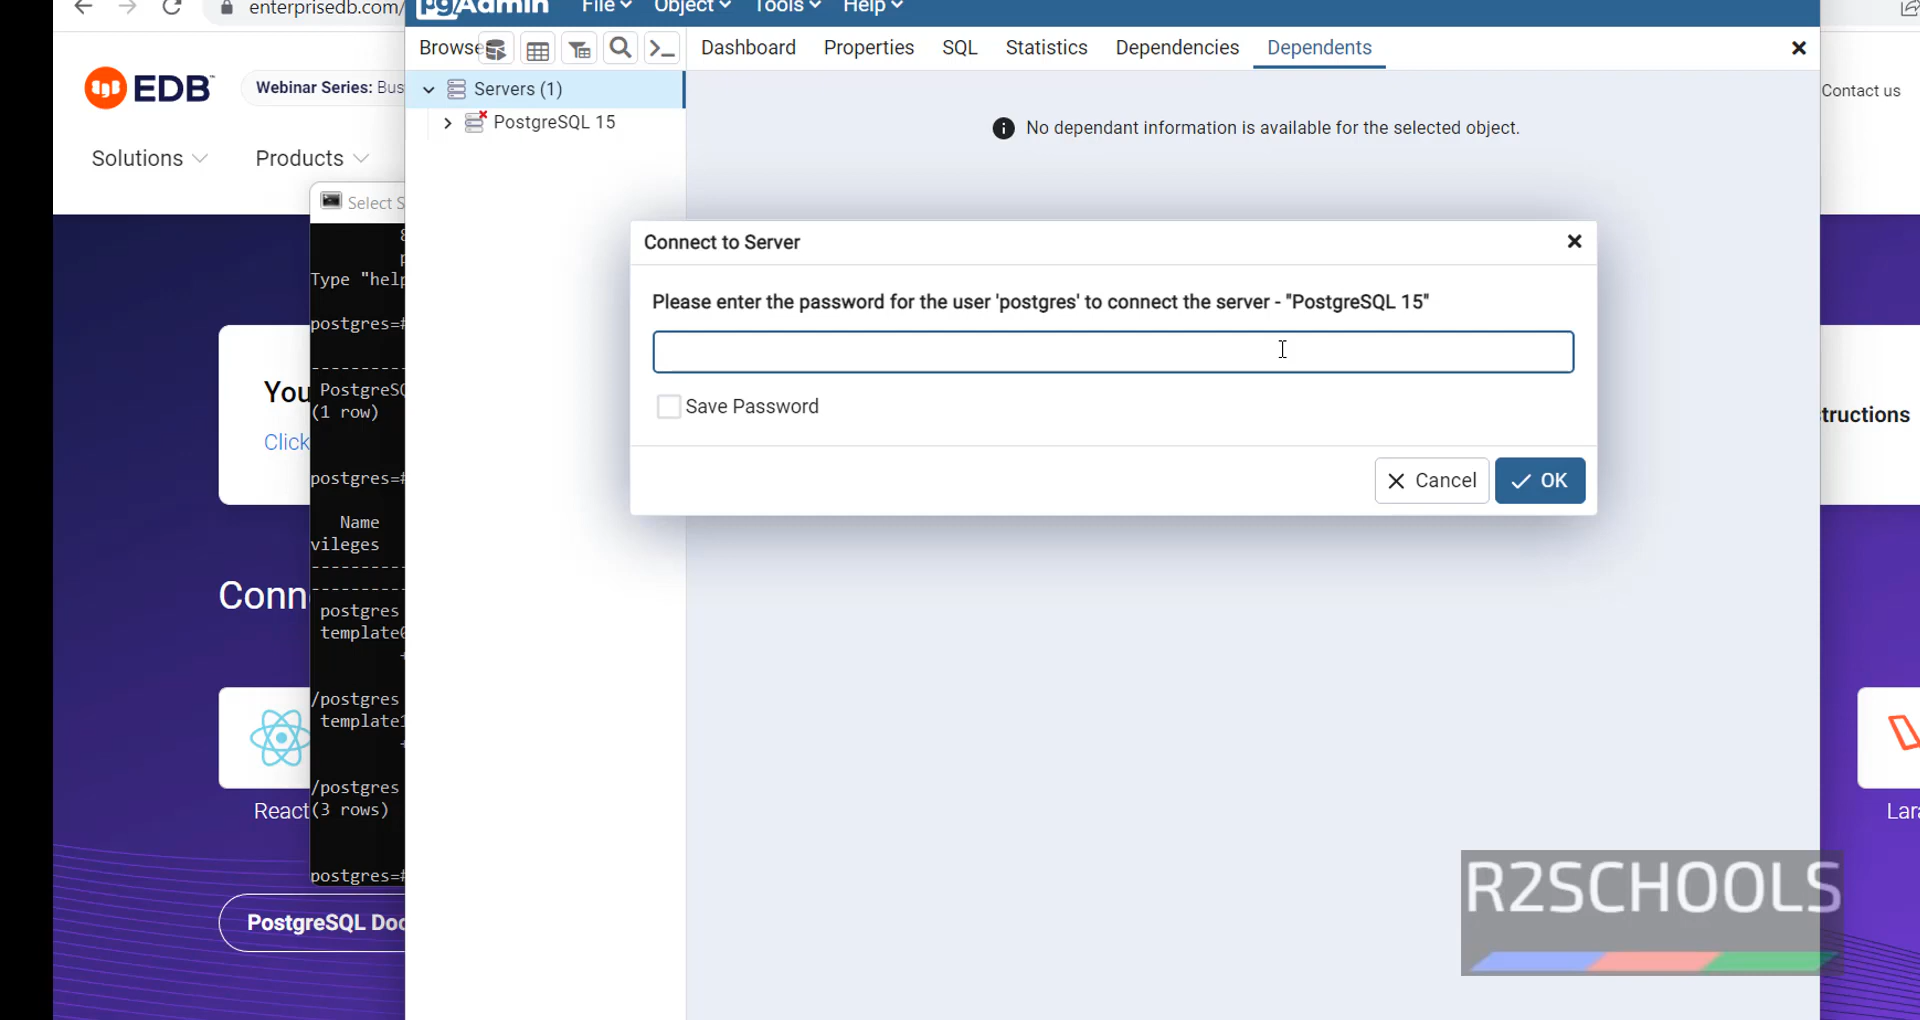 enterprisedb.com/
EDB
Webinar Series: Bus
Contact us
Solutions
Products
pgAdmin
File
Object
Tools
Help
Browse
Dashboard
Properties
SQL
Statistics
Dependencies
Dependents
Servers (1)
PostgreSQL 15
No dependant information is available for the selected object.
Connect to Server
Please enter the password for the user 'postgres' to connect the server - "PostgreSQL 15"
Save Password
Cancel
OK
Select S
Type "help
postgres=#
PostgreSQ
(1 row)
postgres=#
Name
vileges
postgres
template0
/postgres
template1
/postgres
(3 rows)
postgres=#
You
Click
tructions
Conn
React
Lara
PostgreSQL Doc
R2SCHOOLS